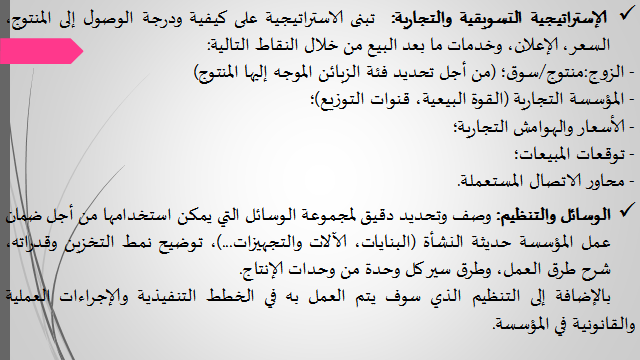 ✓ الإستراتيجية التسويقية والتجارية: تبنى الاستراتيجية على كيفية ودرجة الوصول إلى المنتوج،
السعر، الإعلان، وخدمات ما بعد البيع من خلال النقاط التالية:
- الزوج:منتوج/سوق؛ (من أجل تحديد فئة الزبائن الموجه إليها المنتوج)
- المؤسسة التجارية (القوة البيعية، قنوات التوزيع)؛
- الأسعار والهوامش التجارية؛
- توقعات المبيعات؛
- محاور الاتصال المستعملة.
✓ الوسائل والتنظيم: وصف وتحديد دقيق لمجموعة الوسائل التي يمكن استخدامها من أجل ضمان
عمل المؤسسة حديثة النشأة (البنايات، الآلات والتجهيزات...)، توضيح نمط التخزين وقدراته،
شرح طرق العمل، وطرق سير كل وحدة من وحدات الإنتاج.
بالإضافة إلى التنظيم الذي سوف يتم العمل به في الخطط التنفيذية والإجراءات العملية
والقانونية في المؤسسة.